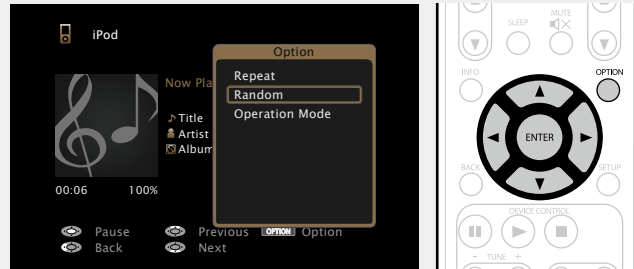 iPod
Option
Repeat
Random
Operation Mode
Now Pla
Title
Artist
Album
00:06 100%
Pause Previous OPTION Option
Back Next
SLEEP
MUTE
INFO
OPTION
ENTER
BACK
SETUP
DEVICE CONTROL
- TUNE +